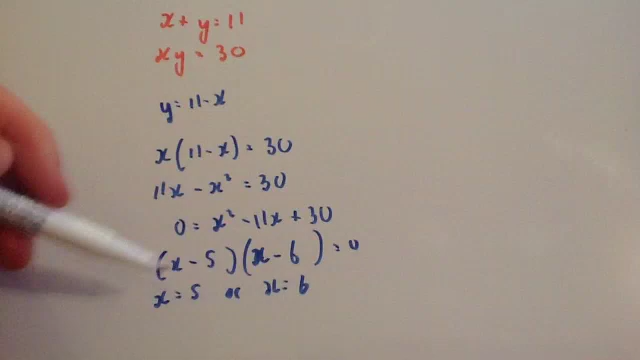 x + y = 11
xy = 30
y = 11 - x
x(11 - x) = 30
11x - x² = 30
0 = x² - 11x + 30
(x - 5)(x - 6) = 0
x = 5 or x = 6